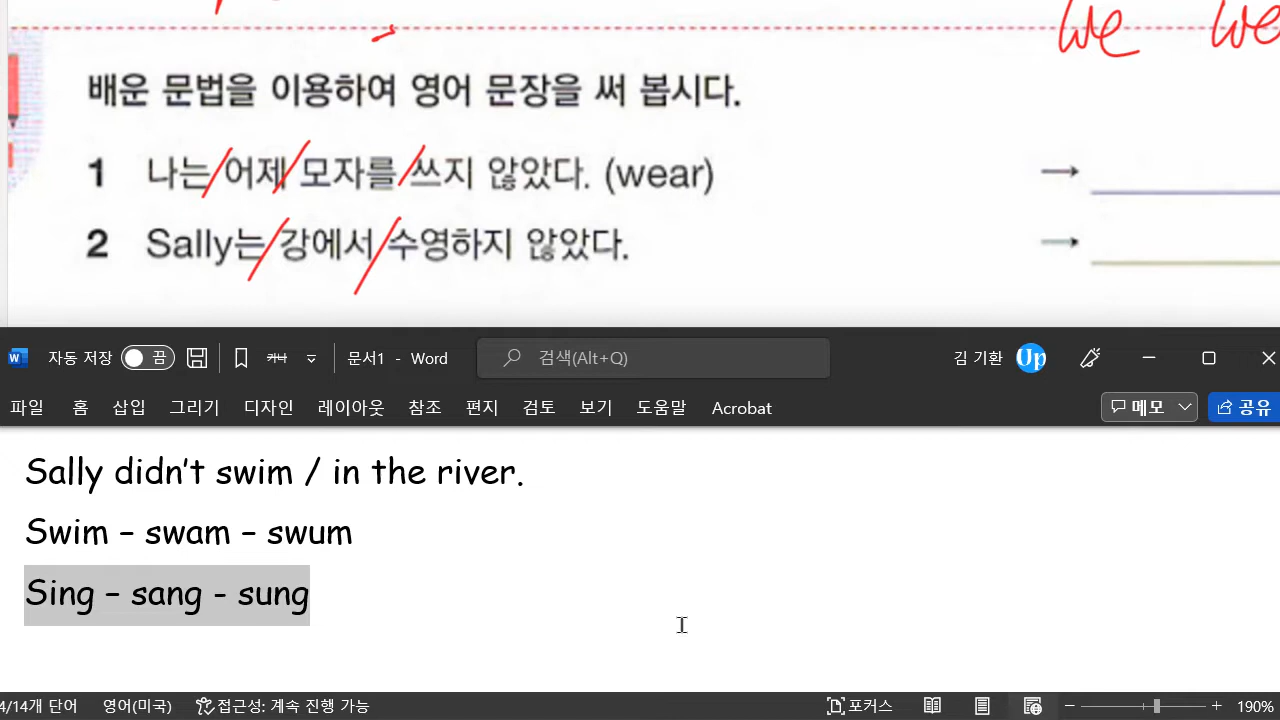 we we
배운 문법을 이용하여 영어 문장을 써 봅시다.
1 나는/어제/모자를/쓰지 않았다. (wear) →
2 Sally는/강에서/수영하지 않았다. →
자동 저장 끔 가나 문서1 - Word 검색(Alt+Q) 김 기환 Up
파일 홈 삽입 그리기 디자인 레이아웃 참조 편지 검토 보기 도움말 Acrobat 메모 공유
Sally didn't swim / in the river.
Swim – swam – swum
Sing – sang - sung
4/14개 단어 영어(미국) 접근성: 계속 진행 가능 포커스 190%